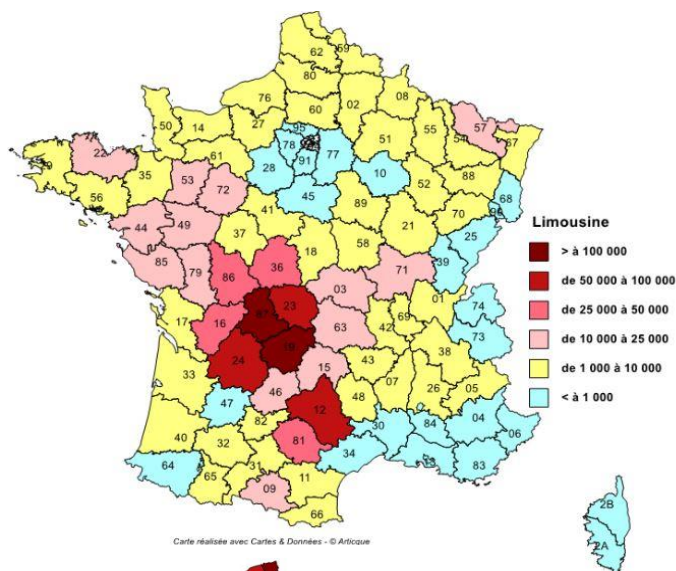 62 59
80
76 02 08
60 57
50 14 27 95 51 55 54 67
78 77
22 61 91 10 88
35 53 28 52 68
72 45
56 89 70 90
41 21 25
44 49 37 58
18 39
85 79 86 36 71
03 01
17 23 74
87 69
16 63 42 73
19 38
24 15 43
33 07 26 05
46 48
47 12
82 30 84 04
40 32 81 06
34 13 83
64 31
65 11
09
66
2B
2A
Limousine
> à 100 000
de 50 000 à 100 000
de 25 000 à 50 000
de 10 000 à 25 000
de 1 000 à 10 000
< à 1 000
Carte réalisée avec Cartes & Données - © Articque